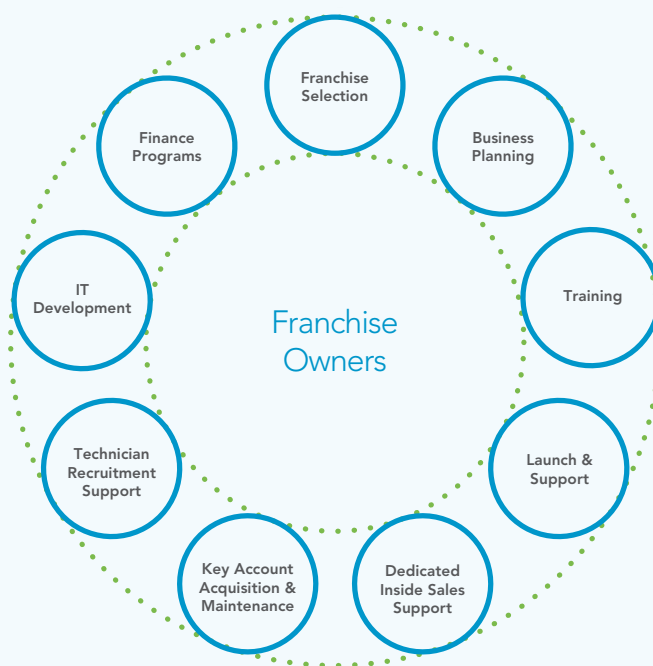 Franchise
Selection
Business
Planning
Training
Launch &
Support
Dedicated
Inside Sales
Support
Key Account
Acquisition &
Maintenance
Technician
Recruitment
Support
IT
Development
Finance
Programs
Franchise
Owners